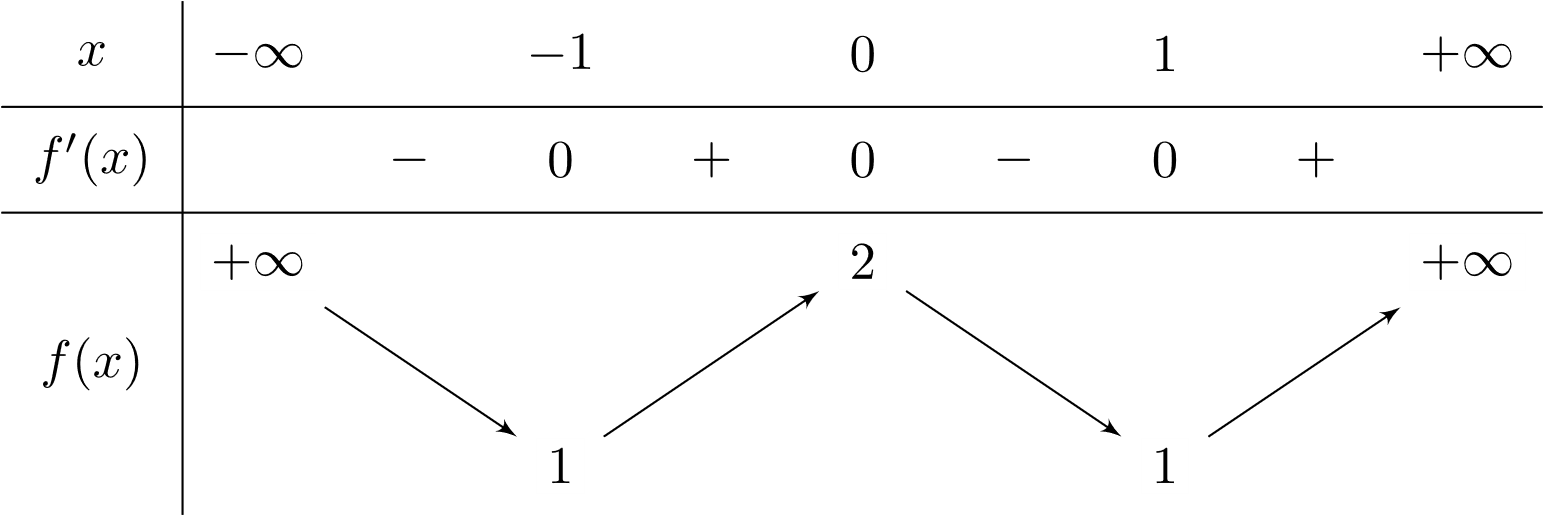 x −∞ −1 0 1 +∞
f′(x) − 0 + 0 − 0 +
+∞ 2 +∞
f(x)
1 1